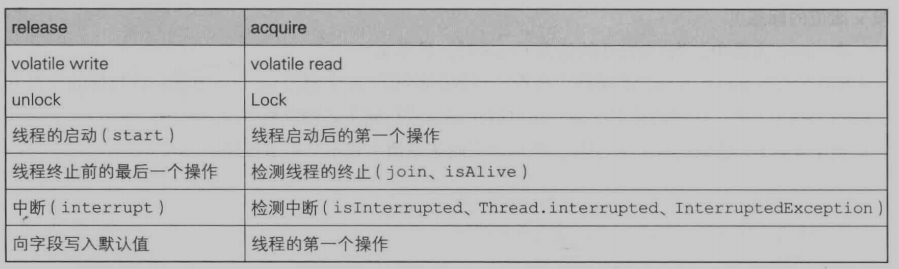 release acquire
volatile write volatile read
unlock Lock
线程的启动（start） 线程启动后的第一个操作
线程终止前的最后一个操作 检测线程的终止（join、isAlive）
中断（interrupt） 检测中断（isInterrupted、Thread.interrupted、InterruptedException）
向字段写入默认值 线程的第一个操作